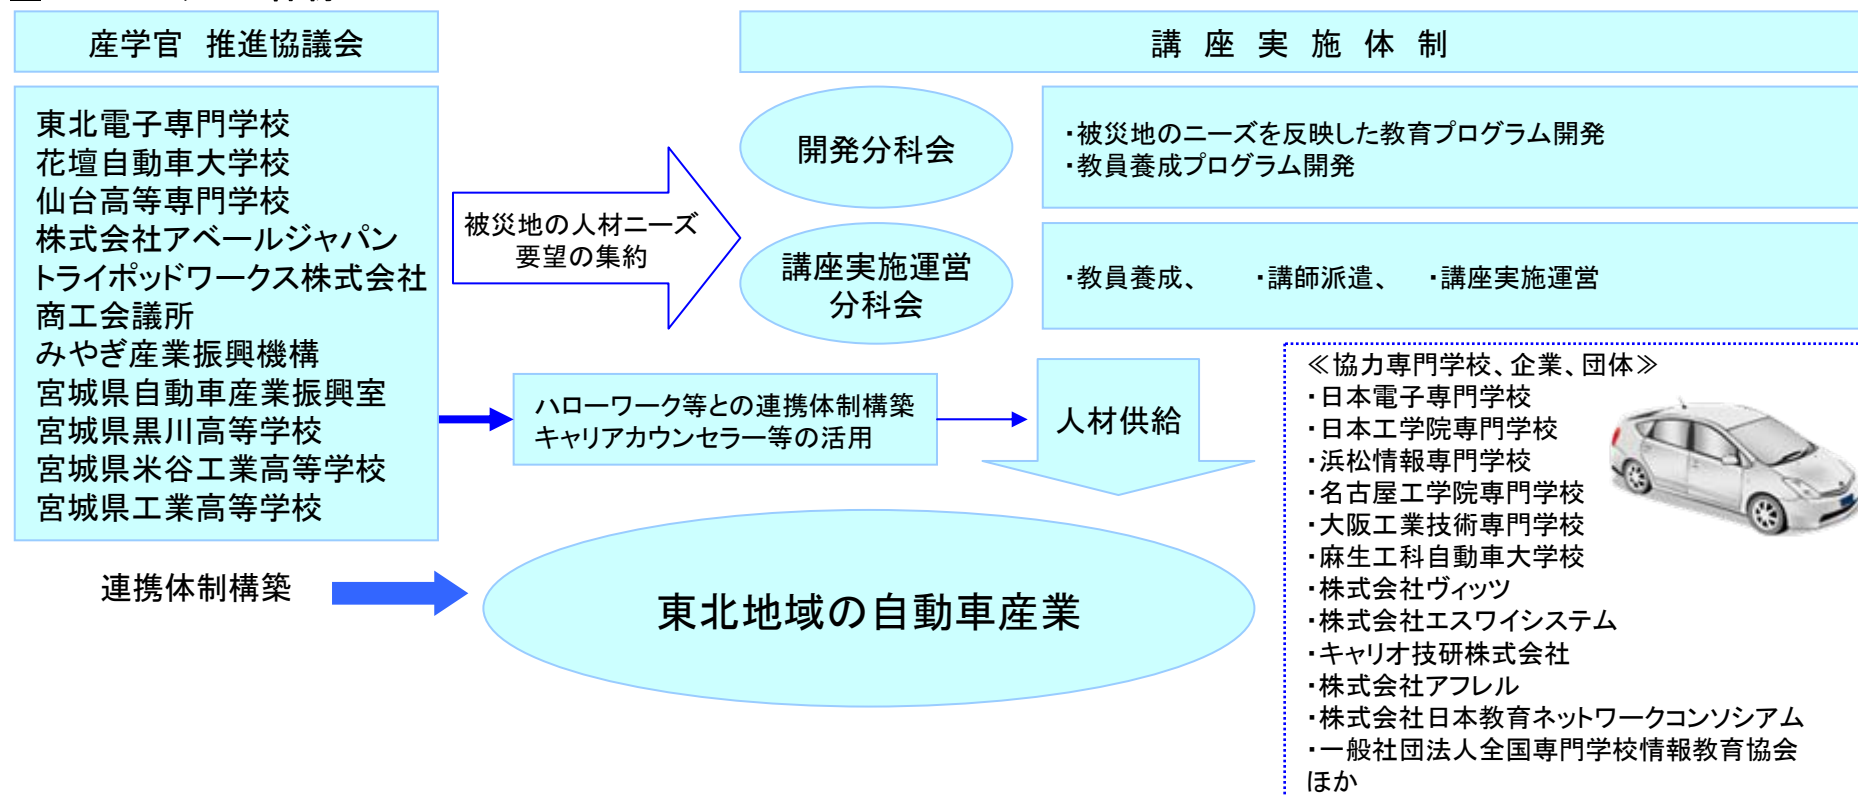 産学官 推進協議会
東北電子専門学校
花壇自動車大学校
仙台高等専門学校
株式会社アベールジャパン
トライポッドワークス株式会社
商工会議所
みやぎ産業振興機構
宮城県自動車産業振興室
宮城県黒川高等学校
宮城県米谷工業高等学校
宮城県工業高等学校
被災地の人材ニーズ
要望の集約
講 座 実 施 体 制
開発分科会
・被災地のニーズを反映した教育プログラム開発
・教員養成プログラム開発
講座実施運営
分科会
・教員養成、 ・講師派遣、 ・講座実施運営
ハローワーク等との連携体制構築
キャリアカウンセラー等の活用
人材供給
連携体制構築
東北地域の自動車産業
≪協力専門学校、企業、団体≫
・日本電子専門学校
・日本工学院専門学校
・浜松情報専門学校
・名古屋工学院専門学校
・大阪工業技術専門学校
・麻生工科自動車大学校
・株式会社ヴィッツ
・株式会社エスワイシステム
・キャリオ技研株式会社
・株式会社アフレル
・株式会社日本教育ネットワークコンソシアム
・一般社団法人全国専門学校情報教育協会
ほか